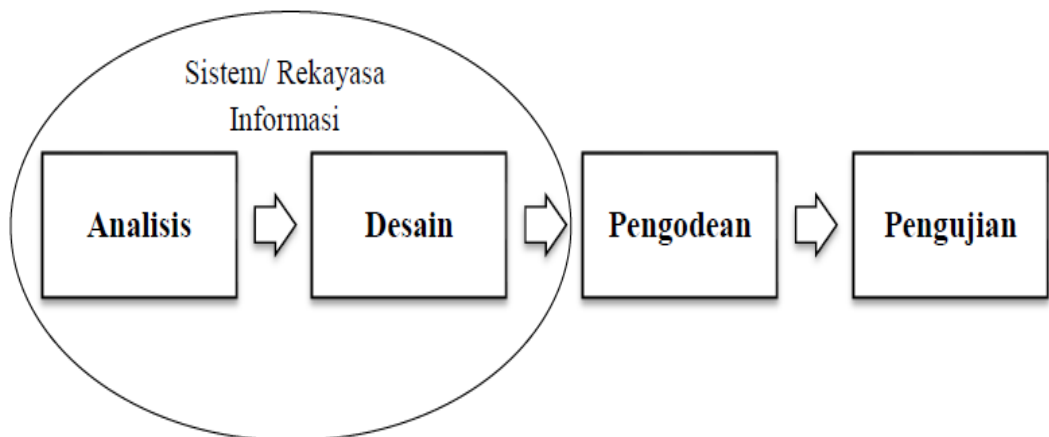 Sistem/ Rekayasa
Informasi
Analisis
Desain
Pengodean
Pengujian